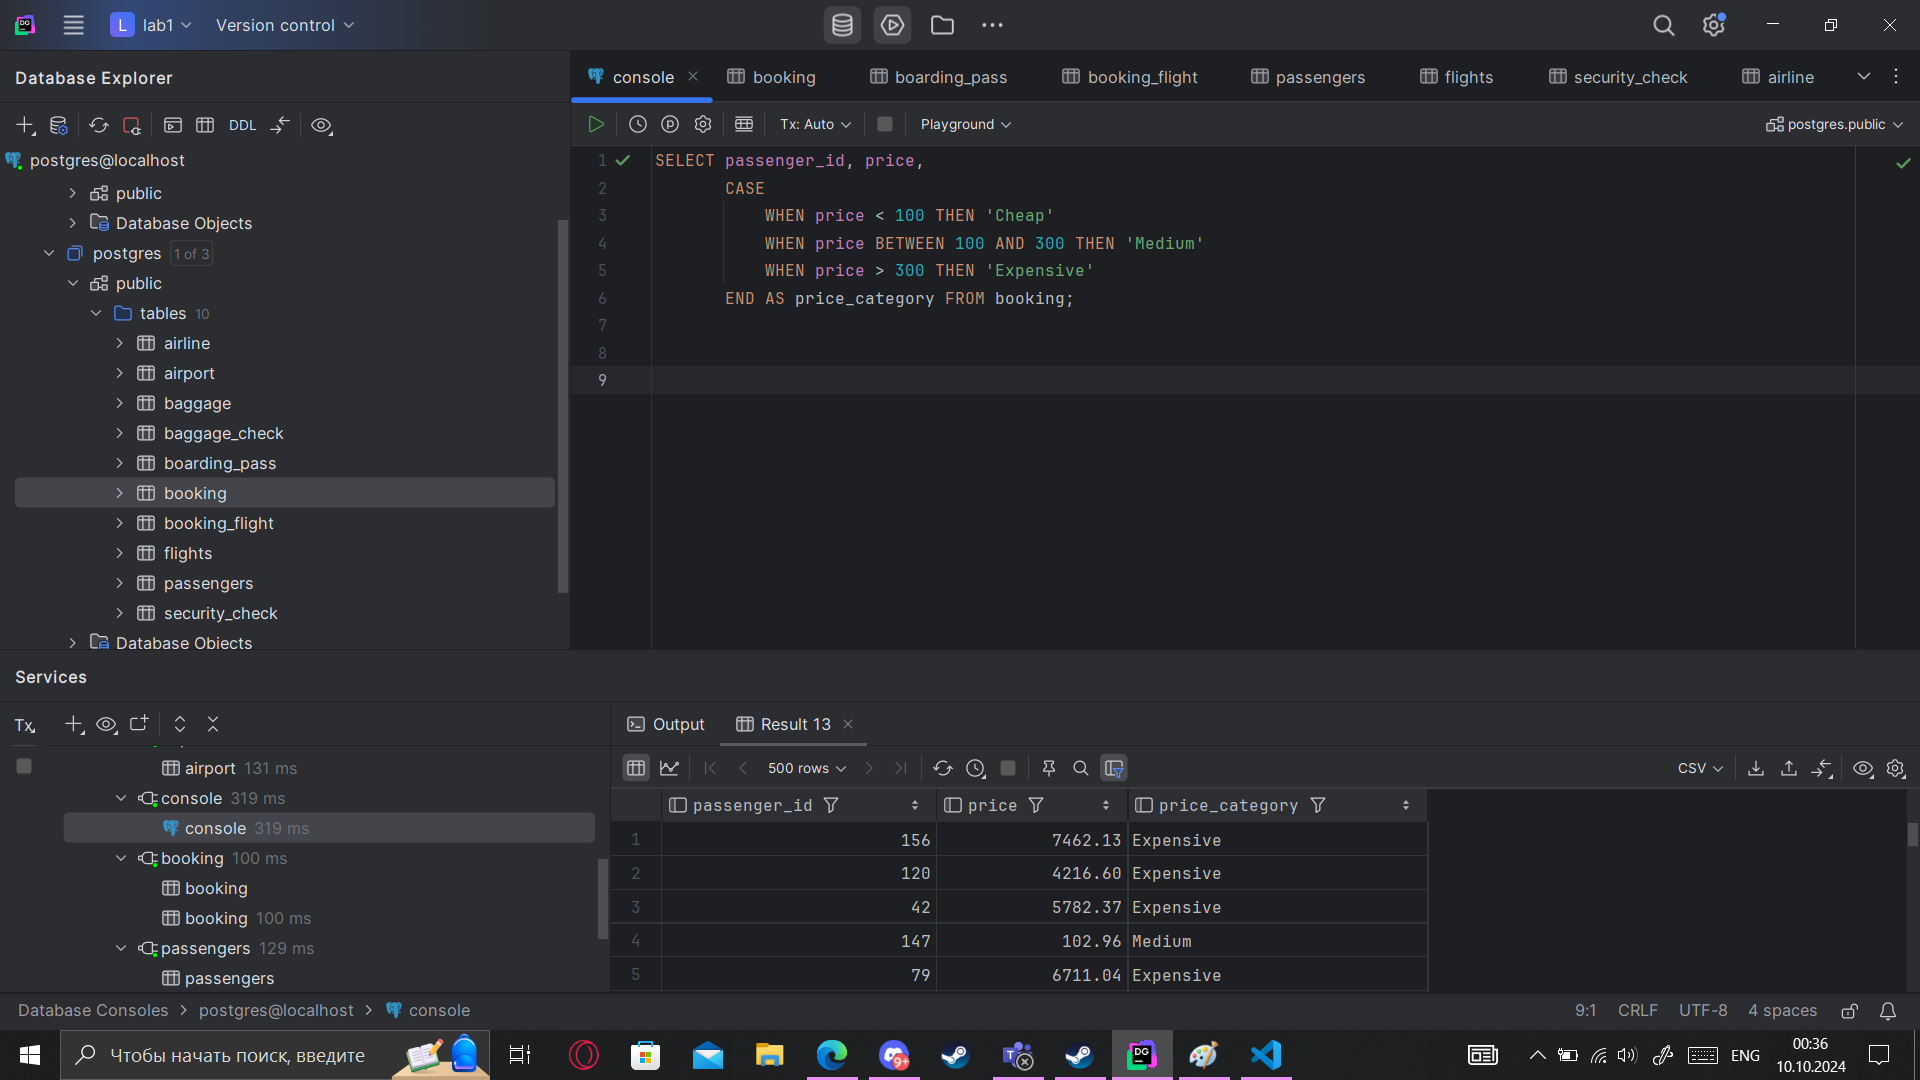 L lab1 Version control
Database Explorer
console booking boarding_pass booking_flight passengers flights security_check airline
DDL
Tx: Auto Playground postgres.public
postgres@localhost
public
Database Objects
postgres 1 of 3
public
tables 10
airline
airport
baggage
baggage_check
boarding_pass
booking
booking_flight
flights
passengers
security_check
Database Objects
1 SELECT passenger_id, price,
2 CASE
3 WHEN price < 100 THEN 'Cheap'
4 WHEN price BETWEEN 100 AND 300 THEN 'Medium'
5 WHEN price > 300 THEN 'Expensive'
6 END AS price_category FROM booking;
7
8
9
Services
Tx
airport 131 ms
console 319 ms
console 319 ms
booking 100 ms
booking
booking 100 ms
passengers 129 ms
passengers
Output Result 13
500 rows CSV
passenger_id price price_category
1 156 7462.13 Expensive
2 120 4216.60 Expensive
3 42 5782.37 Expensive
4 147 102.96 Medium
5 79 6711.04 Expensive
Database Consoles > postgres@localhost > console
9:1 CRLF UTF-8 4 spaces
Чтобы начать поиск, введите
9+
DG
ENG
00:36
10.10.2024